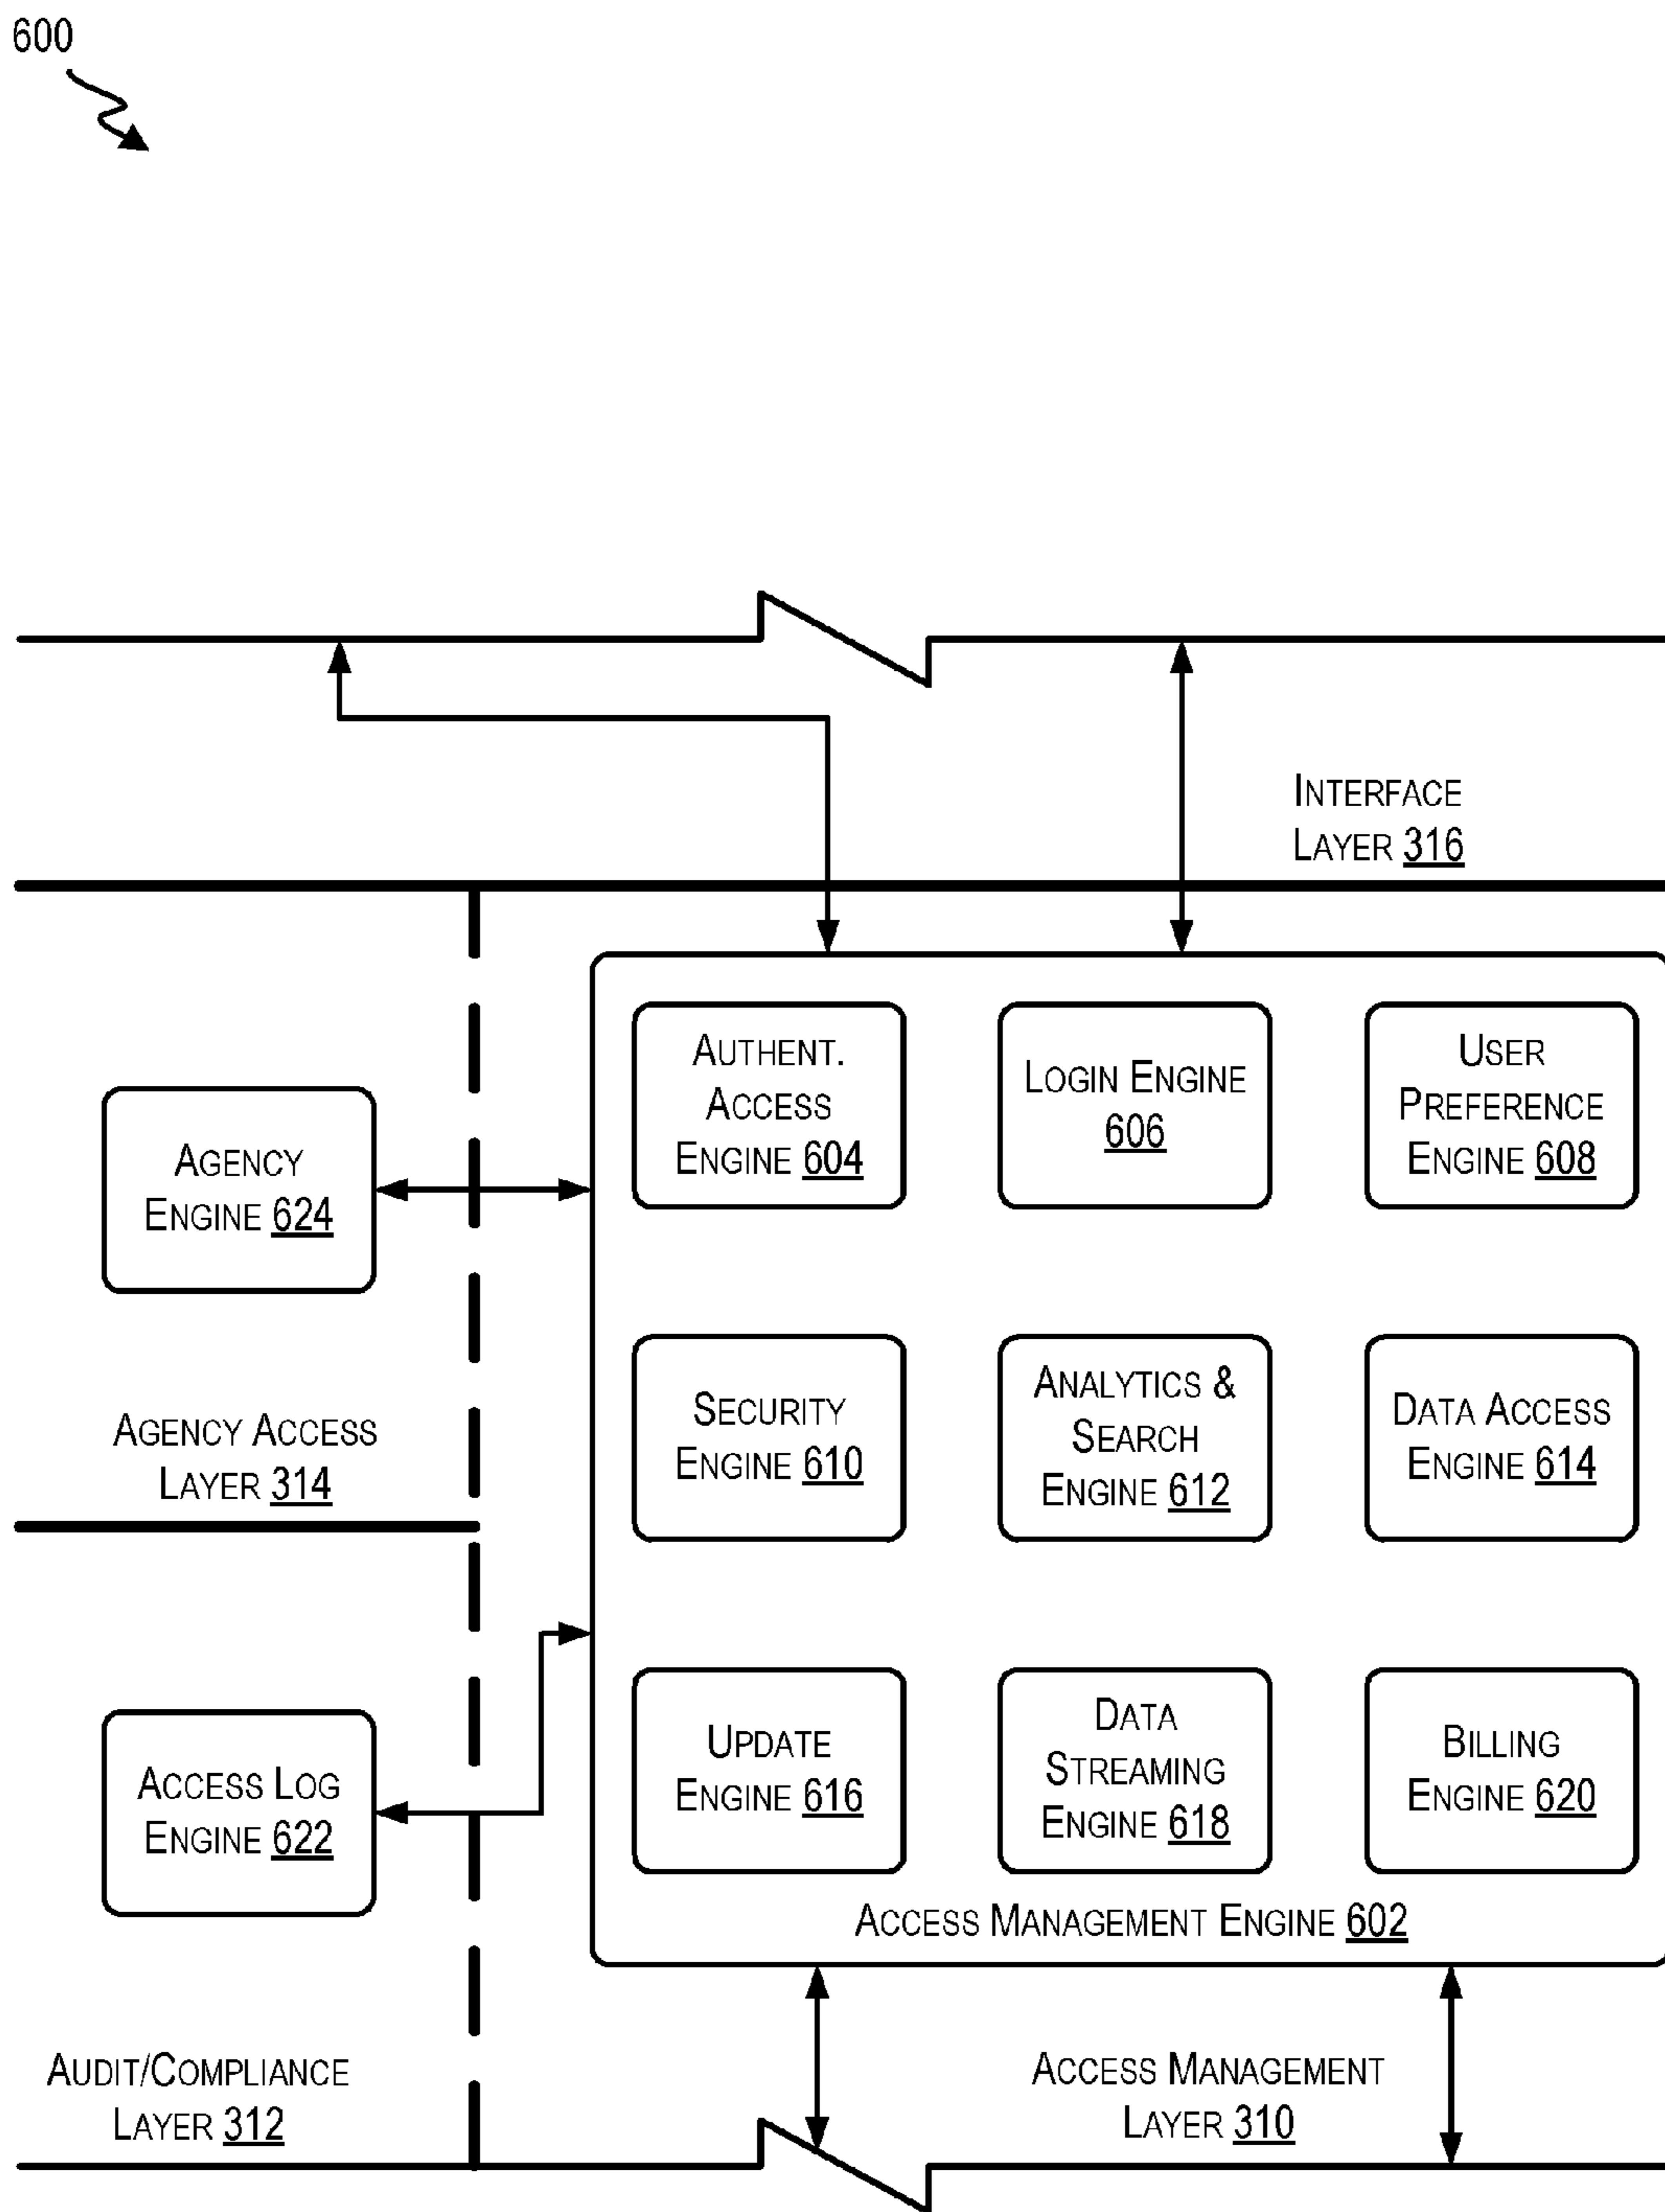 600
INTERFACE
LAYER 316
AUTHENT.
ACCESS
ENGINE 604
LOGIN ENGINE
606
USER
PREFERENCE
ENGINE 608
AGENCY
ENGINE 624
SECURITY
ENGINE 610
ANALYTICS &
SEARCH
ENGINE 612
DATA ACCESS
ENGINE 614
AGENCY ACCESS
LAYER 314
UPDATE
ENGINE 616
DATA
STREAMING
ENGINE 618
BILLING
ENGINE 620
ACCESS LOG
ENGINE 622
ACCESS MANAGEMENT ENGINE 602
AUDIT/COMPLIANCE
LAYER 312
ACCESS MANAGEMENT
LAYER 310